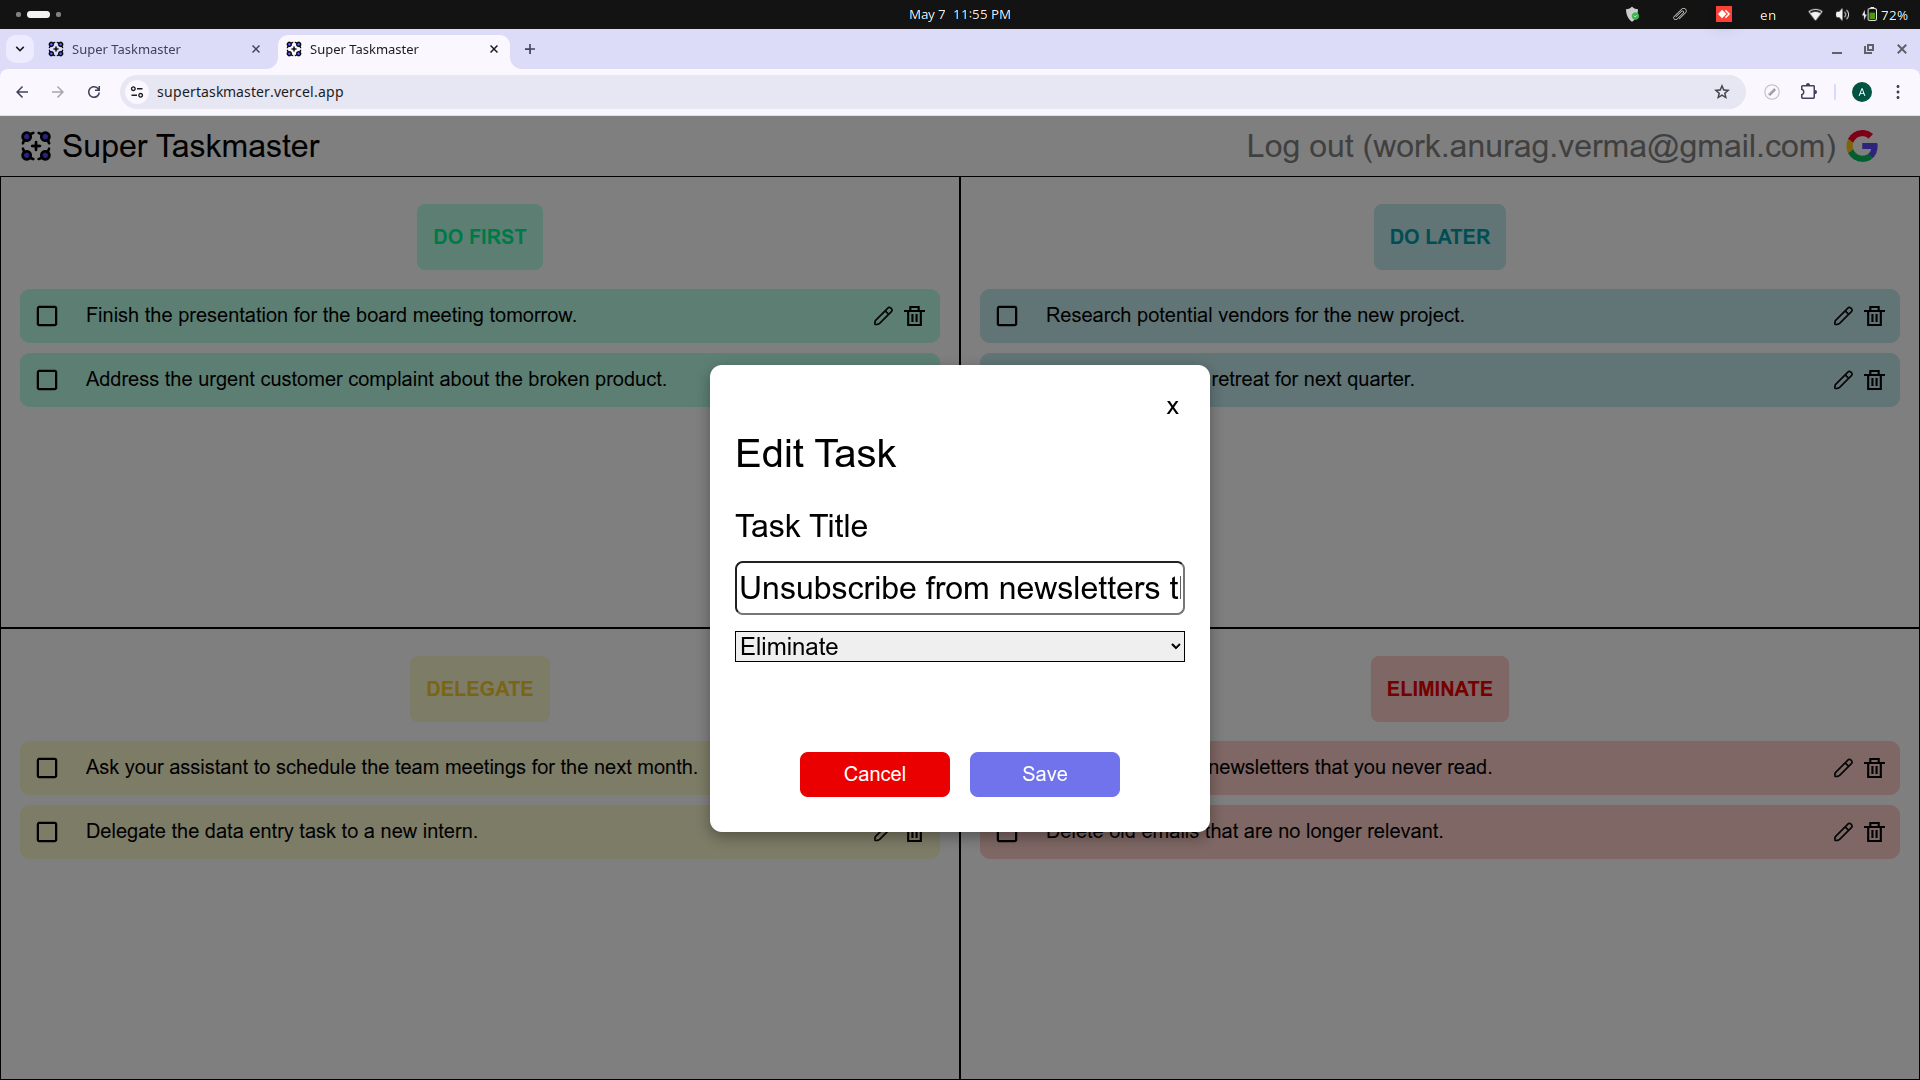 May 7 11:55 PM
en
72%
Super Taskmaster
Super Taskmaster
supertaskmaster.vercel.app
A
Super Taskmaster
Log out (work.anurag.verma@gmail.com)
DO FIRST
Finish the presentation for the board meeting tomorrow.
Address the urgent customer complaint about the broken product.
DO LATER
Research potential vendors for the new project.
retreat for next quarter.
x
Edit Task
Task Title
Unsubscribe from newsletters t
Eliminate
Cancel
Save
DELEGATE
Ask your assistant to schedule the team meetings for the next month.
Delegate the data entry task to a new intern.
ELIMINATE
newsletters that you never read.
Delete old emails that are no longer relevant.